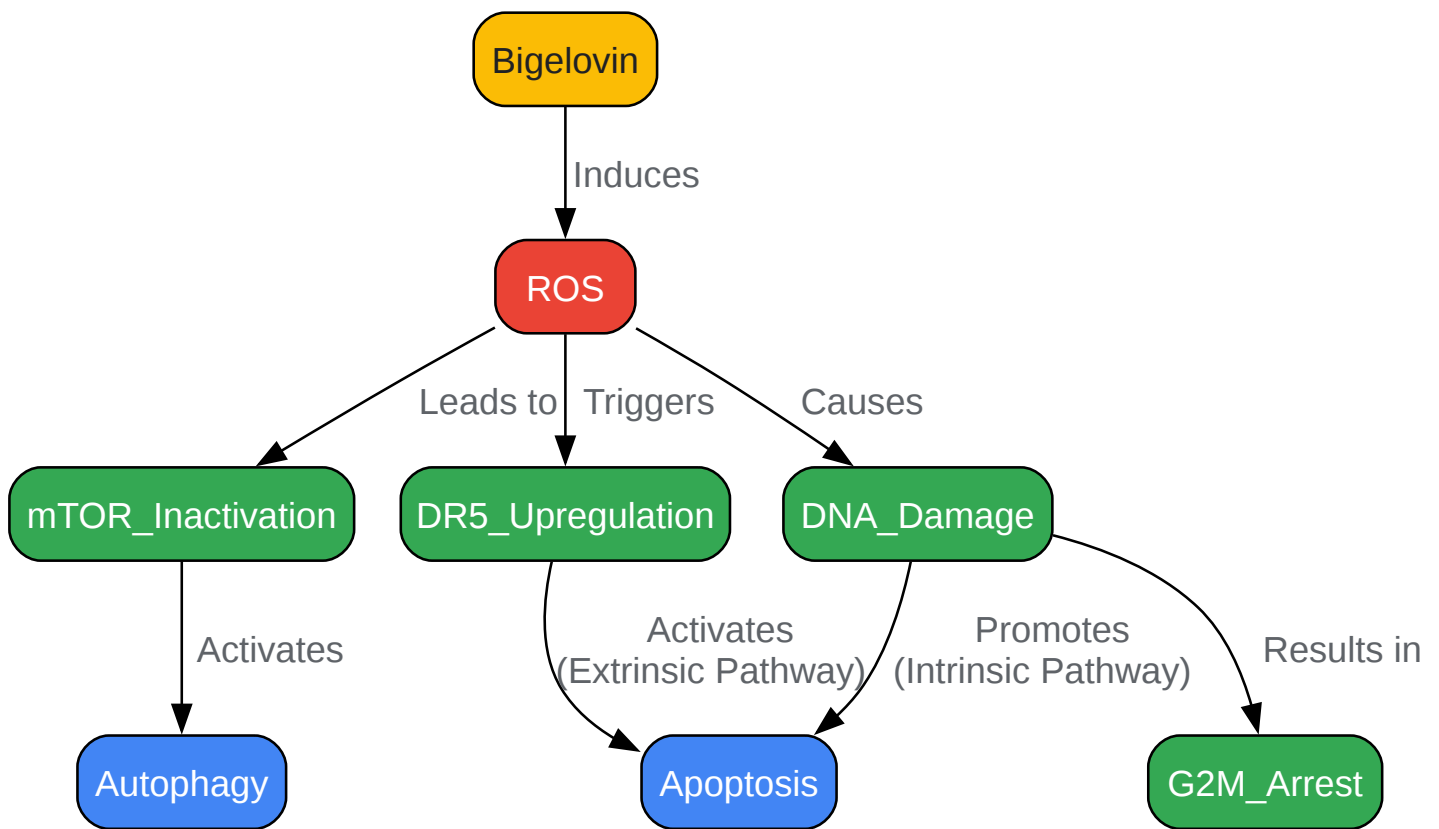 Bigelovin
Induces
ROS
Leads to
Triggers
Causes
mTOR_Inactivation
DR5_Upregulation
DNA_Damage
Activates
Activates
(Extrinsic Pathway)
Promotes
(Intrinsic Pathway)
Results in
Autophagy
Apoptosis
G2M_Arrest